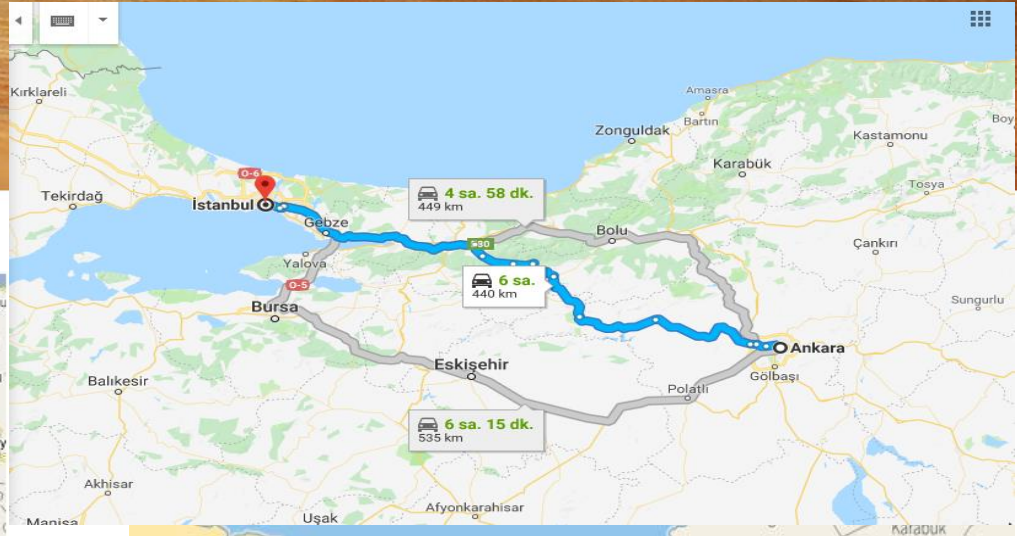 Kırklareli
Amasra
Bartın
Boy
Zonguldak
Kastamonu
Karabük
O-6
Tekirdağ
İstanbul
4 sa. 58 dk.
449 km
Tosya
Gebze
Bolu
E80
Çankırı
Yalova
6 sa.
440 km
O-5
Bursa
Sungurlu
Ankara
Eskişehir
Gölbaşı
Balıkesir
Polatlı
6 sa. 15 dk.
535 km
Akhisar
Afyonkarahisar
Uşak
Manisa
Karabük